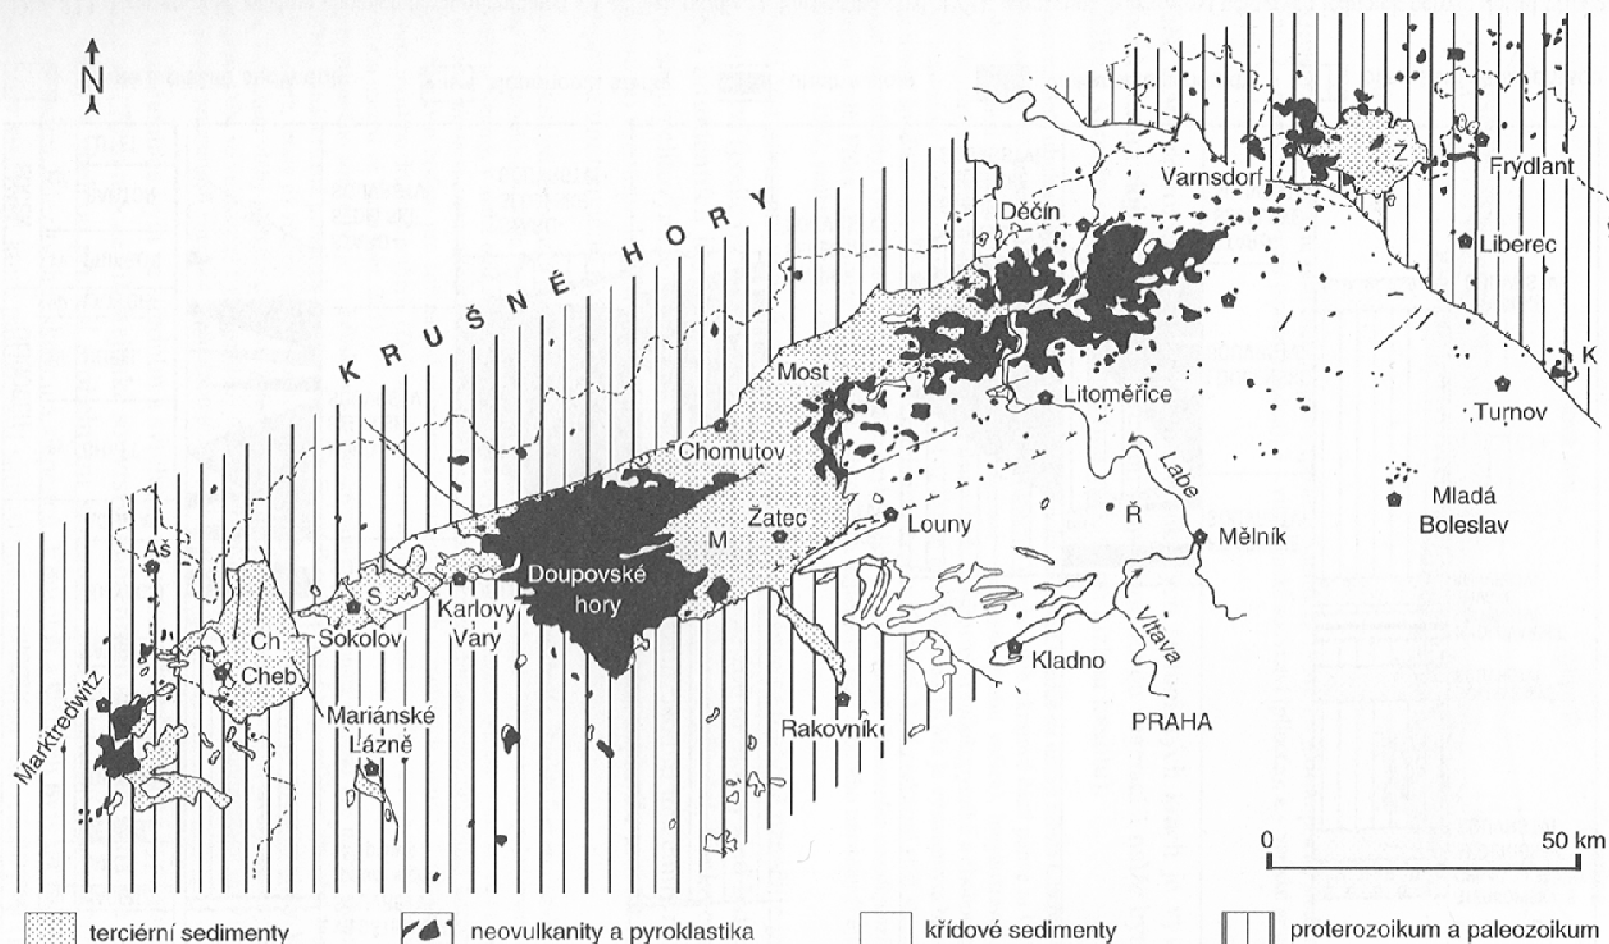 N
KRUŠNÉ HORY
Varnsdorf
V
Ž
Frýdlant
Děčín
Liberec
K
Most
Litoměřice
Turnov
Chomutov
Labe
Mladá
Boleslav
Žatec
M
Louny
Ř
Mělník
Aš
Doupovské
hory
S
Karlovy
Vary
Sokolov
Ch
Cheb
Vltava
Kladno
Marktredwitz
Mariánské
Lázně
Rakovník
PRAHA
0 50 km
terciérní sedimenty
neovulkanity a pyroklastika
křídové sedimenty
proterozoikum a paleozoikum